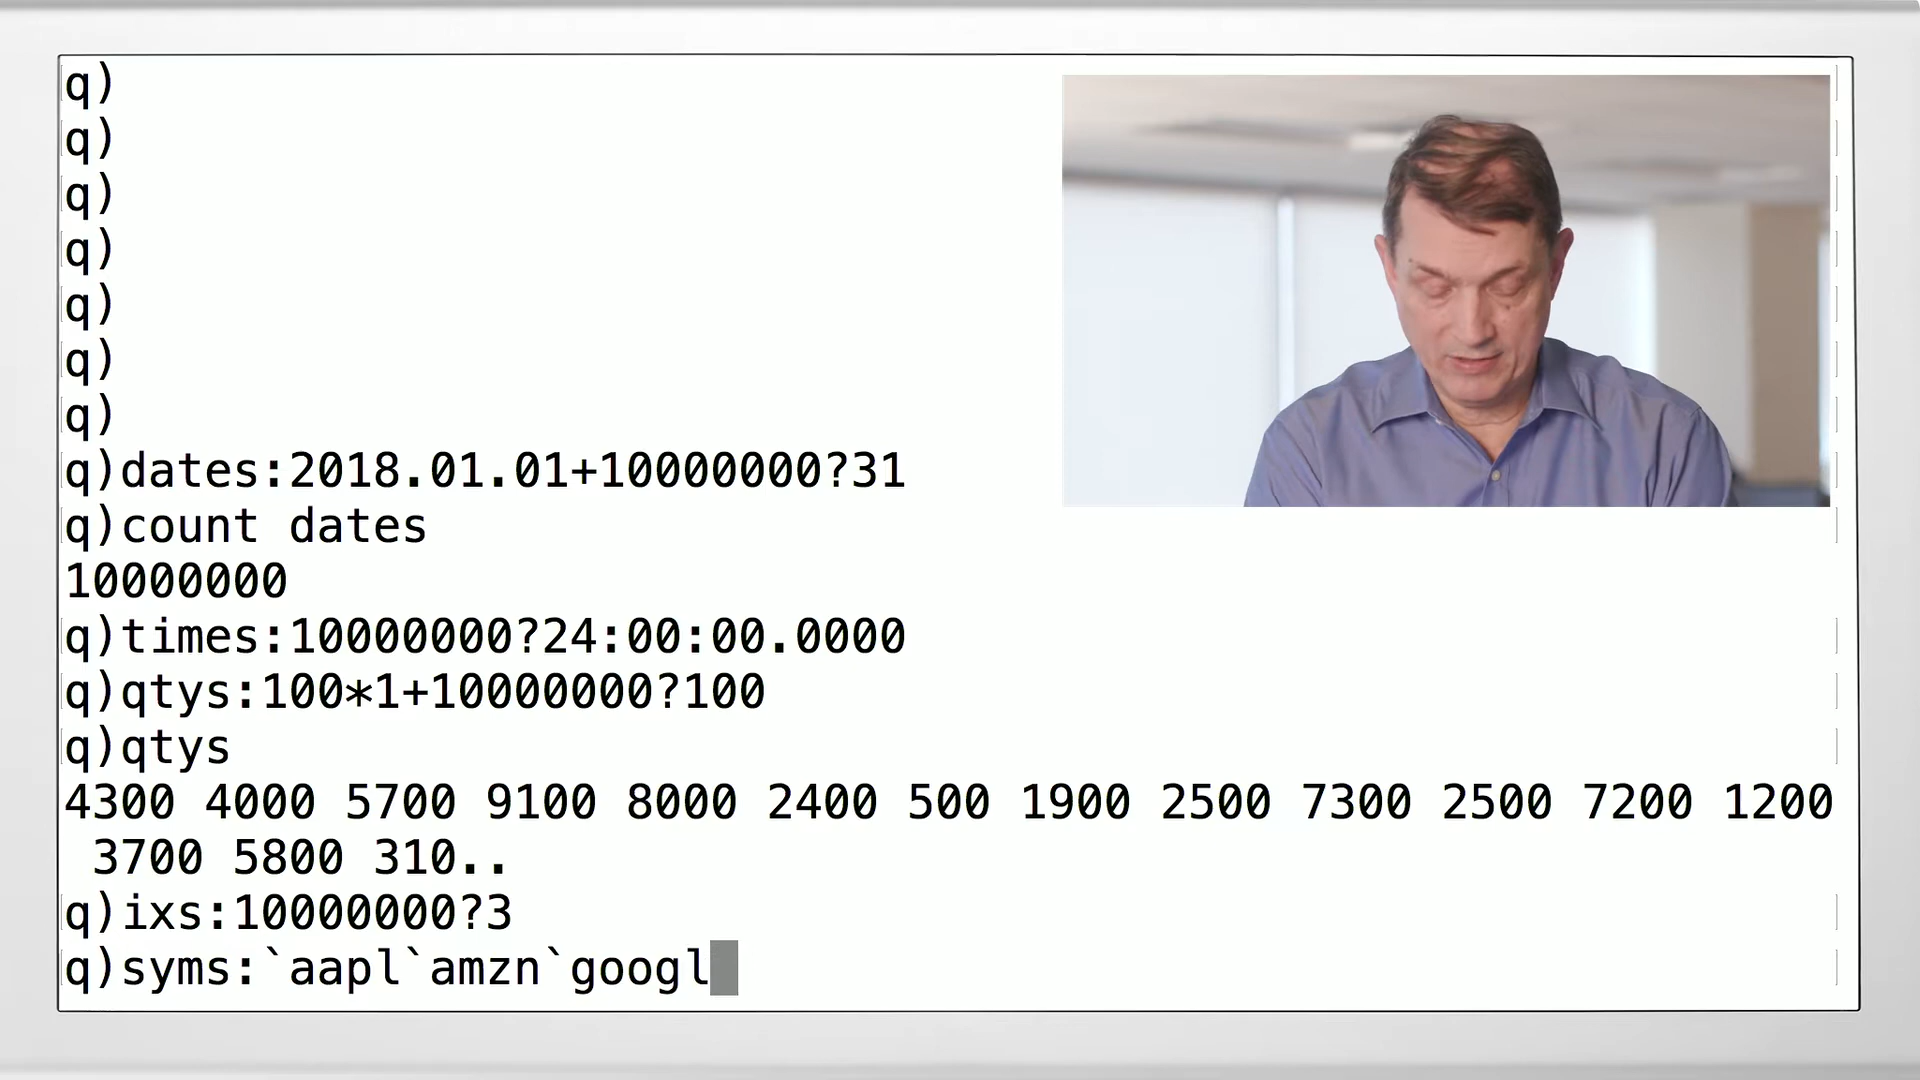 q)
q)
q)
q)
q)
q)
q)
q)dates:2018.01.01+10000000?31
q)count dates
10000000
q)times:10000000?24:00:00.0000
q)qtys:100*1+10000000?100
q)qtys
4300 4000 5700 9100 8000 2400 500 1900 2500 7300 2500 7200 1200
 3700 5800 310..
q)ixs:10000000?3
q)syms:`aapl`amzn`googl